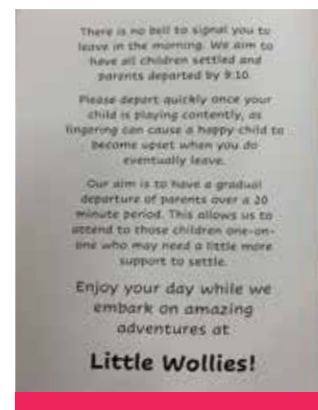 There is no bell to signal you to
leave in the morning. We aim to
have all children settled and
parents departed by 9:10.
Please depart quickly once your
child is playing contently, as
lingering can cause a happy child to
become upset when you do
eventually leave.
Our aim is to have a gradual
departure of parents over a 20
minute period. This allows us to
attend to those children one-on-
one who may need a little more
support to settle.
Enjoy your day while we
embark on amazing
adventures at
Little Wollies!